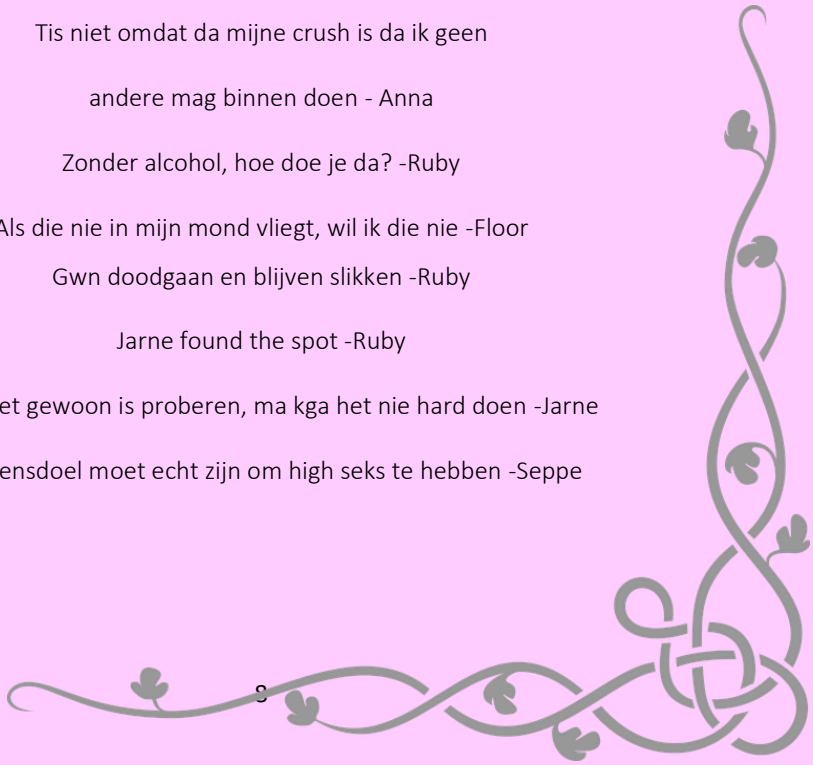 Tis niet omdat da mijne crush is da ik geen
andere mag binnen doen - Anna
Zonder alcohol, hoe doe je da? -Ruby
Als die nie in mijn mond vliegt, wil ik die nie -Floor
Gwn doodgaan en blijven slikken -Ruby
Jarne found the spot -Ruby
gewoon is proberen, ma kga het nie hard doen -Jarne
moet echt zijn om high seks te hebben -Seppe
8